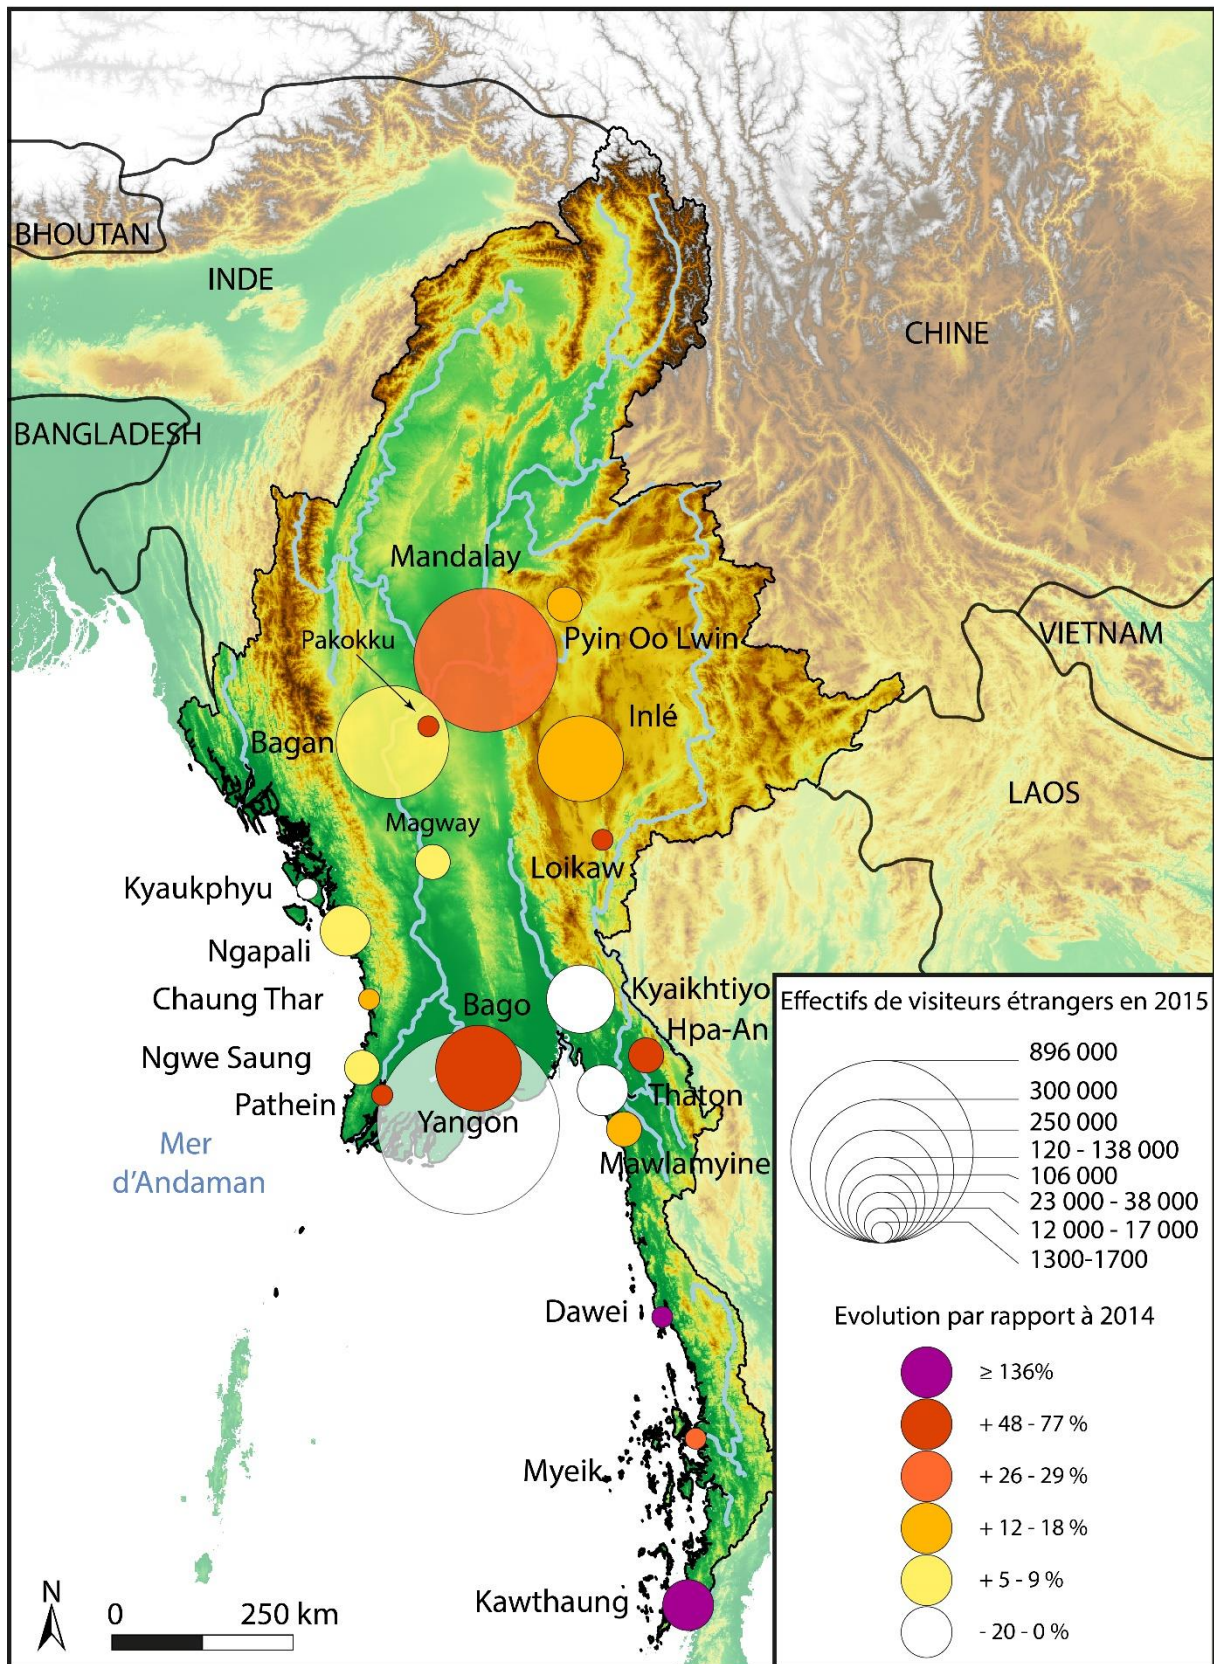 BHOUTAN
INDE
CHINE
BANGLADESH
Mandalay
Pakokku
Pyin Oo Lwin
VIETNAM
Inlé
Bagan
LAOS
Magway
Loikaw
Kyaukphyu
Ngapali
Kyaikhtiyo
Chaung Thar
Bago
Hpa-An
Ngwe Saung
Thaton
Pathein
Yangon
Mer
d'Andaman
Mawlamyine
Dawei
Myeik
Kawthaung
N
0 250 km
Effectifs de visiteurs étrangers en 2015
896 000
300 000
250 000
120 - 138 000
106 000
23 000 - 38 000
12 000 - 17 000
1300-1700
Evolution par rapport à 2014
≥ 136%
+ 48 - 77 %
+ 26 - 29 %
+ 12 - 18 %
+ 5 - 9 %
- 20 - 0 %